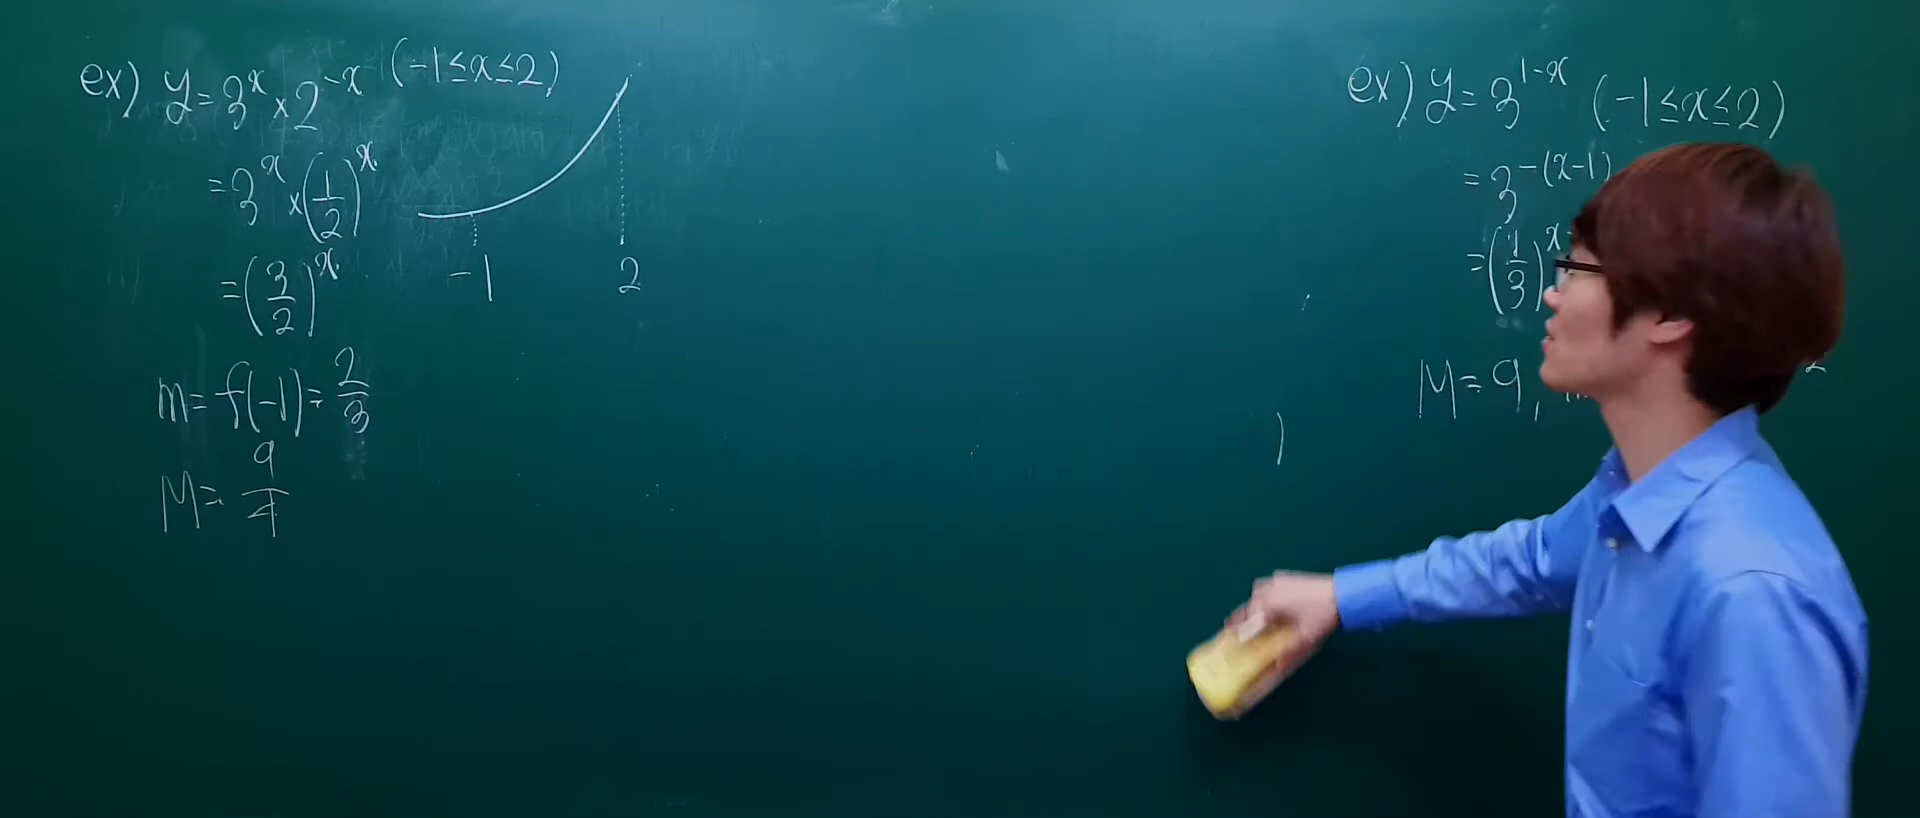 ex) y = 3^x × 2^-x (-1 ≤ x ≤ 2)
= 3^x × (1/2)^x
= (3/2)^x
-1 2
m = f(-1) = 2/3
M = 9/4
ex) y = 3^1-x (-1 ≤ x ≤ 2)
= 3^-(x-1)
= (1/3)^x
M = 9,